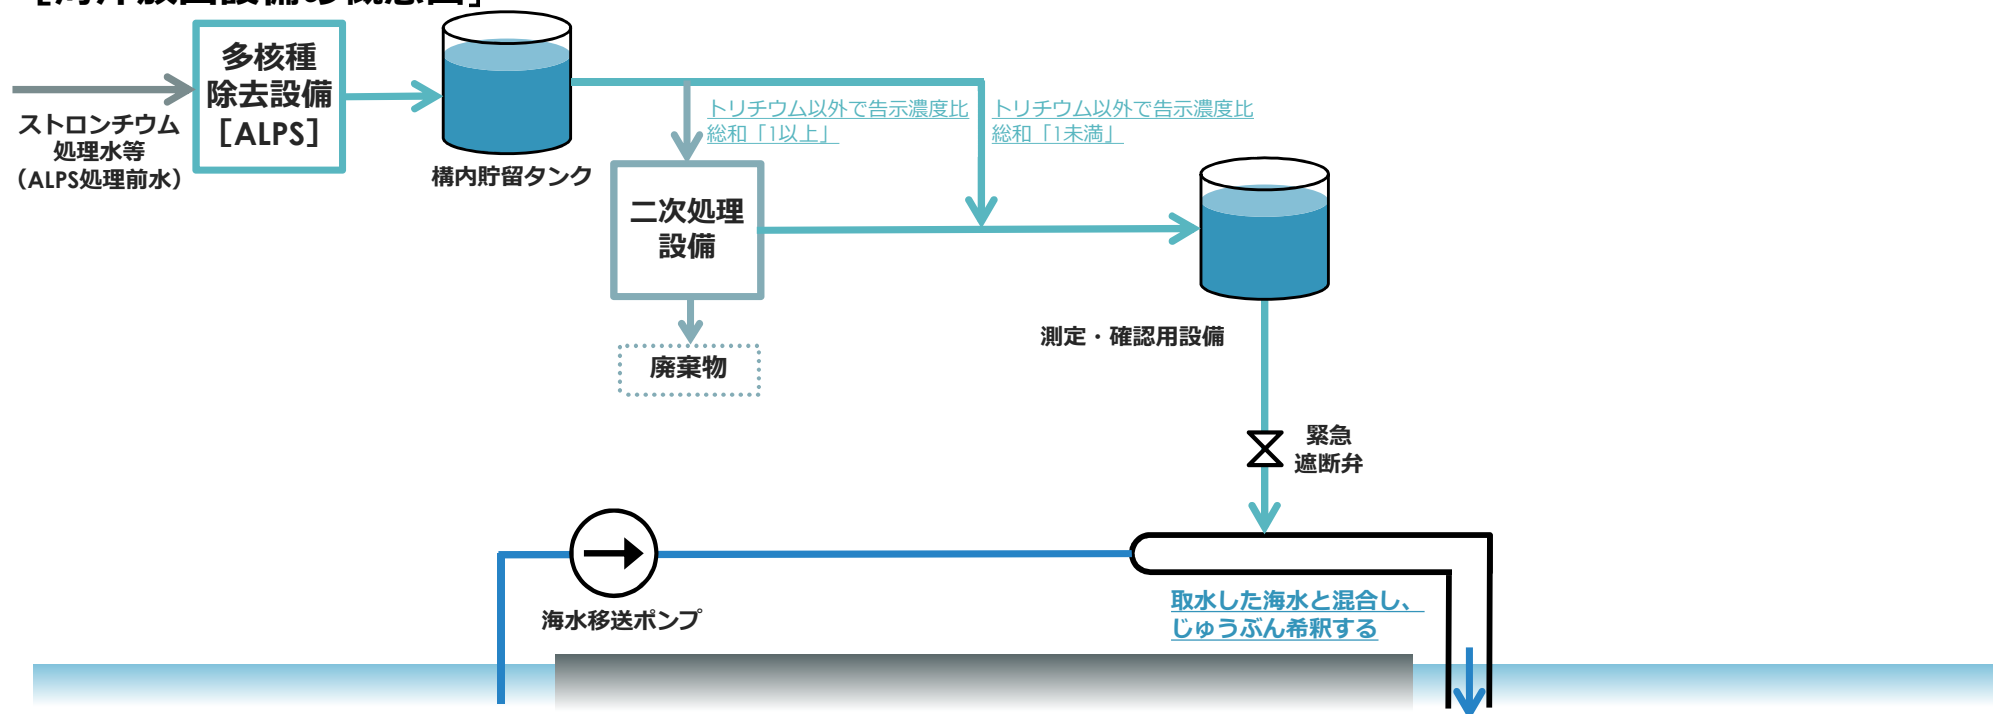 多核種
除去設備
［ALPS］
ストロンチウム
処理水等
（ALPS処理前水）
構内貯留タンク
トリチウム以外で告示濃度比
総和「1以上」
トリチウム以外で告示濃度比
総和「1未満」
二次処理
設備
廃棄物
測定・確認用設備
緊急
遮断弁
海水移送ポンプ
取水した海水と混合し、
じゅうぶん希釈する